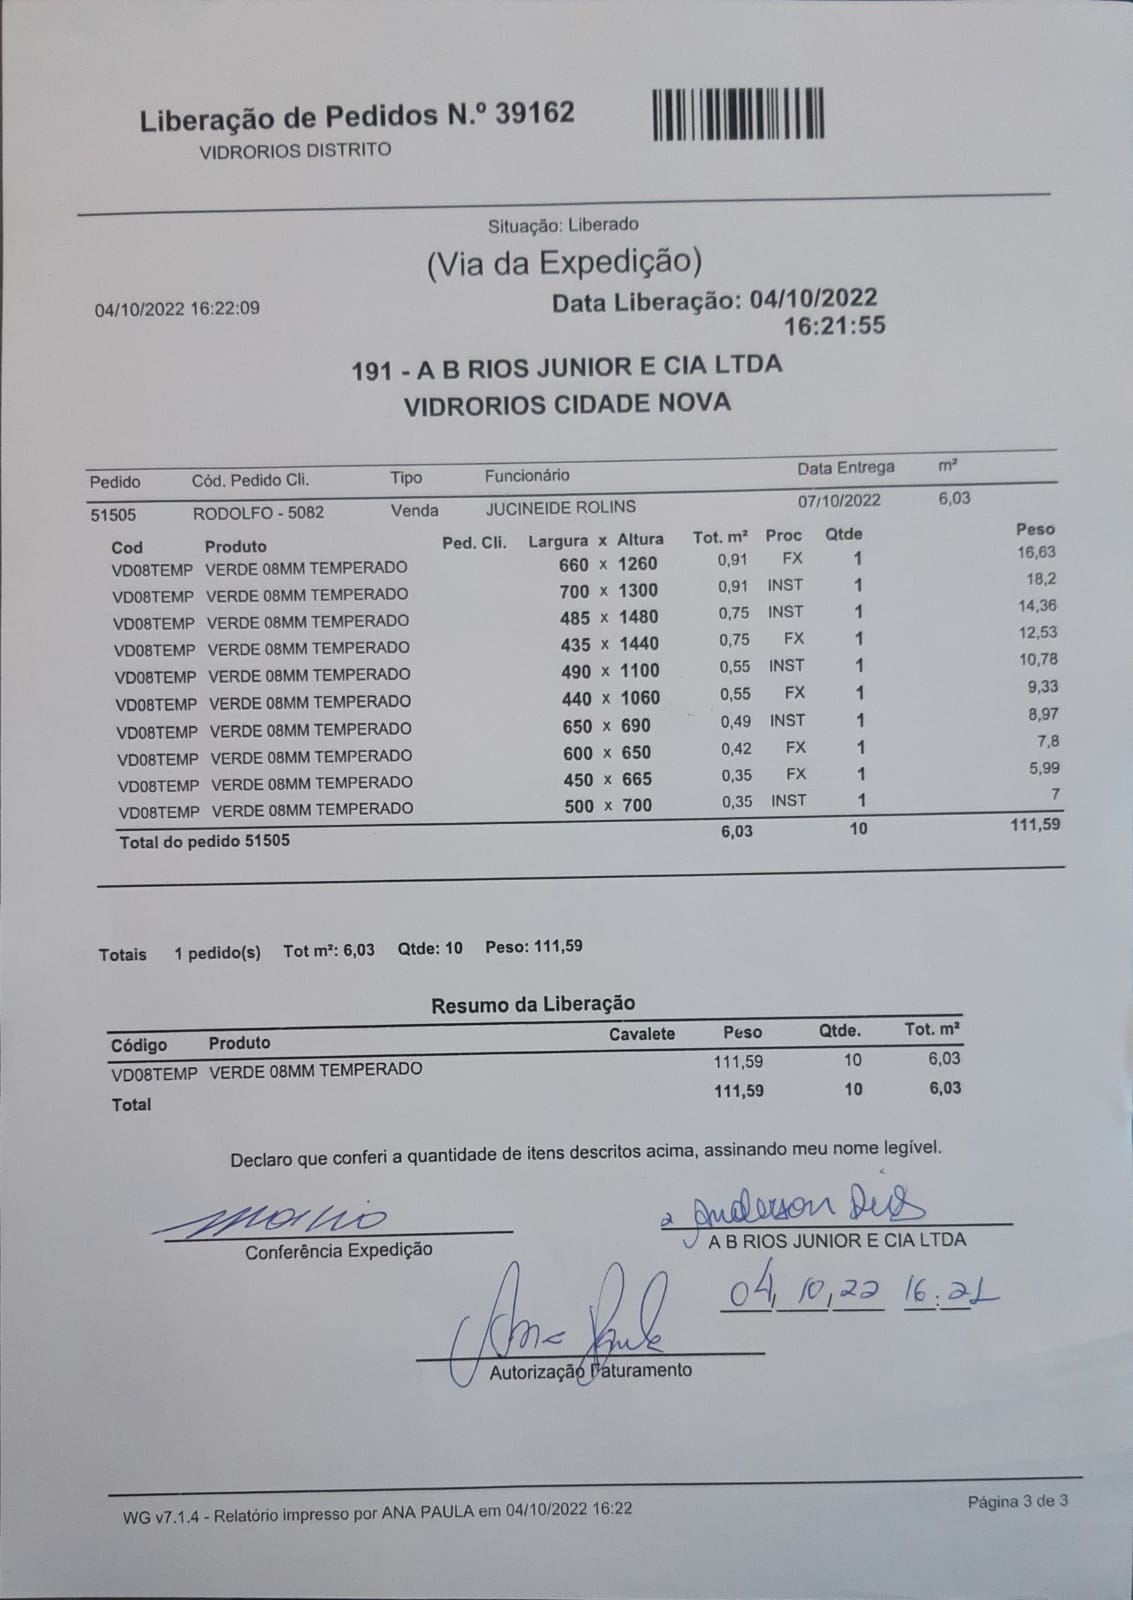 Liberação de Pedidos N.º 39162
VIDRORIOS DISTRITO
Situação: Liberado
(Via da Expedição)
04/10/2022 16:22:09 Data Liberação: 04/10/2022
16:21:55
191 - A B RIOS JUNIOR E CIA LTDA
VIDRORIOS CIDADE NOVA
Pedido Cód. Pedido Cli. Tipo Funcionário Data Entrega m²
51505 RODOLFO - 5082 Venda JUCINEIDE ROLINS 07/10/2022 6,03
Cod Produto Ped. Cli. Largura x Altura Tot. m² Proc Qtde Peso
VD08TEMP VERDE 08MM TEMPERADO 660 x 1260 0,91 FX 1 16,63
VD08TEMP VERDE 08MM TEMPERADO 700 x 1300 0,91 INST 1 18,2
VD08TEMP VERDE 08MM TEMPERADO 485 x 1480 0,75 INST 1 14,36
VD08TEMP VERDE 08MM TEMPERADO 435 x 1440 0,75 FX 1 12,53
VD08TEMP VERDE 08MM TEMPERADO 490 x 1100 0,55 INST 1 10,78
VD08TEMP VERDE 08MM TEMPERADO 440 x 1060 0,55 FX 1 9,33
VD08TEMP VERDE 08MM TEMPERADO 650 x 690 0,49 INST 1 8,97
VD08TEMP VERDE 08MM TEMPERADO 600 x 650 0,42 FX 1 7,8
VD08TEMP VERDE 08MM TEMPERADO 450 x 665 0,35 FX 1 5,99
VD08TEMP VERDE 08MM TEMPERADO 500 x 700 0,35 INST 1 7
Total do pedido 51505 6,03 10 111,59
Totais 1 pedido(s) Tot m²: 6,03 Qtde: 10 Peso: 111,59
Resumo da Liberação
Código Produto Cavalete Peso Qtde. Tot. m²
VD08TEMP VERDE 08MM TEMPERADO 111,59 10 6,03
Total 111,59 10 6,03
Declaro que conferi a quantidade de itens descritos acima, assinando meu nome legível.
Anderson
Conferência Expedição A B RIOS JUNIOR E CIA LTDA
04, 10, 22 16:21
Ana Paula
Autorização Faturamento
WG v7.1.4 - Relatório impresso por ANA PAULA em 04/10/2022 16:22 Página 3 de 3